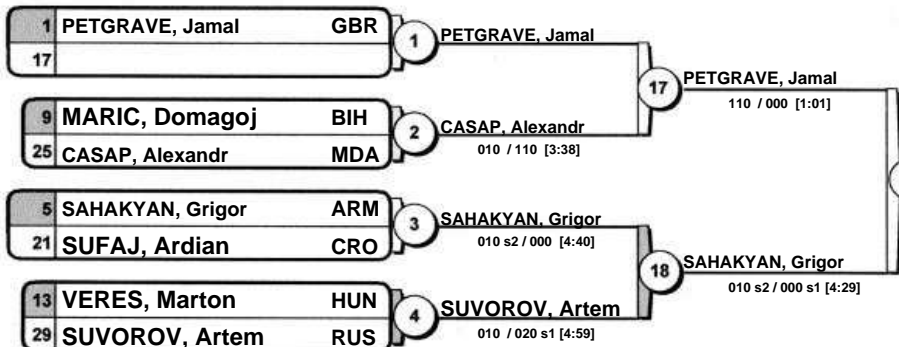 1 PETGRAVE, Jamal GBR
17
1
PETGRAVE, Jamal
9 MARIC, Domagoj BIH
25 CASAP, Alexandr MDA
2
CASAP, Alexandr
010 / 110 [3:38]
17
PETGRAVE, Jamal
110 / 000 [1:01]
5 SAHAKYAN, Grigor ARM
21 SUFAJ, Ardian CRO
3
SAHAKYAN, Grigor
010 s2 / 000 [4:40]
13 VERES, Marton HUN
29 SUVOROV, Artem RUS
4
SUVOROV, Artem
010 / 020 s1 [4:59]
18
SAHAKYAN, Grigor
010 s2 / 000 s1 [4:29]